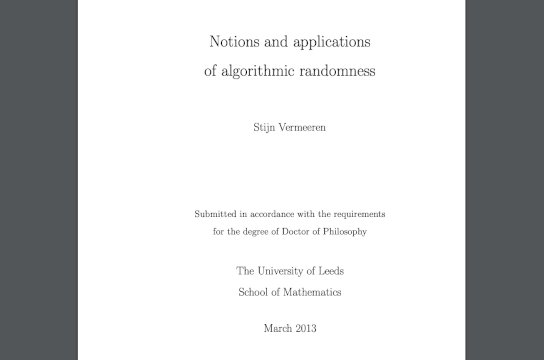 Notions and applications
of algorithmic randomness
Stijn Vermeeren
Submitted in accordance with the requirements
for the degree of Doctor of Philosophy
The University of Leeds
School of Mathematics
March 2013